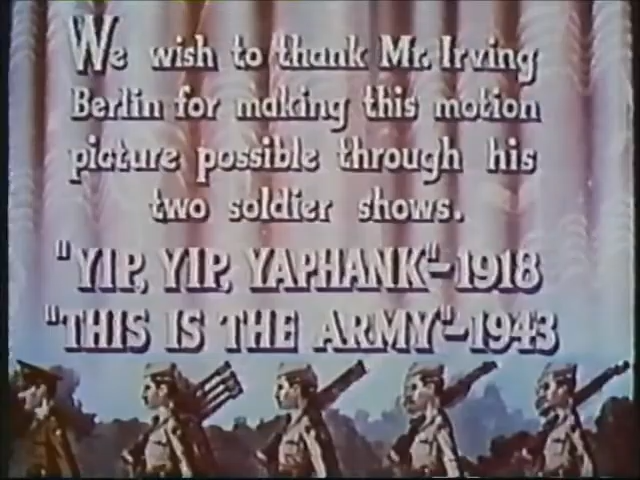 We wish to thank Mr. Irving
Berlin for making this motion
picture possible through his
two soldier shows.
"YIP, YIP, YAPHANK"-1918
"THIS IS THE ARMY"-1943